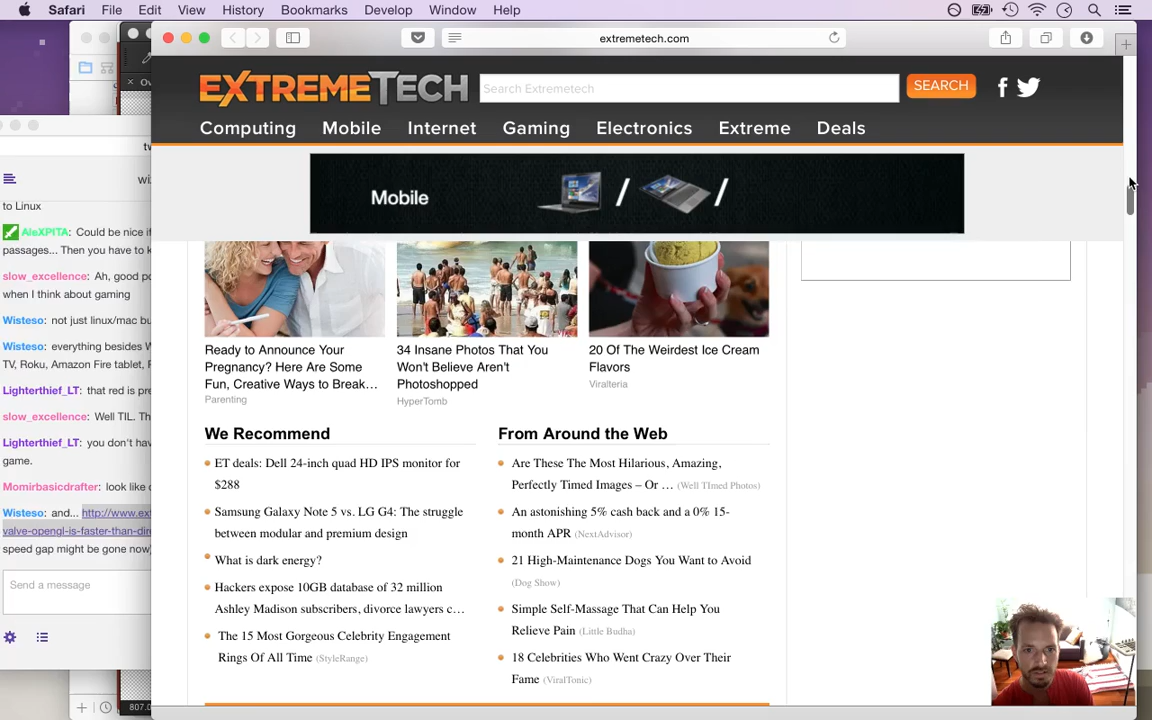 Safari File Edit View History Bookmarks Develop Window Help
extremetech.com
EXTREMETECH
Search Extremetech
SEARCH
Computing Mobile Internet Gaming Electronics Extreme Deals
Mobile
to Linux
AleXPITA: Could be nice if
passages... Then you have to k
slow_excellence: Ah, good po
when I think about gaming
Wisteso: not just linux/mac bu
Wisteso: everything besides W
TV, Roku, Amazon Fire tablet, F
Lighterthief_LT: that red is pre
slow_excellence: Well TIL. Th
Lighterthief_LT: you don't hav
game.
Momirbasicdrafter: look like
Wisteso: and... http://www.ext
valve-opengl-is-faster-than-dire
speed gap might be gone now)
Send a message
807.0
Ready to Announce Your
Pregnancy? Here Are Some
Fun, Creative Ways to Break…
Parenting
34 Insane Photos That You
Won't Believe Aren't
Photoshopped
HyperTomb
20 Of The Weirdest Ice Cream
Flavors
Viralteria
We Recommend
ET deals: Dell 24-inch quad HD IPS monitor for
$288
Samsung Galaxy Note 5 vs. LG G4: The struggle
between modular and premium design
What is dark energy?
Hackers expose 10GB database of 32 million
Ashley Madison subscribers, divorce lawyers c…
The 15 Most Gorgeous Celebrity Engagement
Rings Of All Time (StyleRange)
From Around the Web
Are These The Most Hilarious, Amazing,
Perfectly Timed Images – Or … (Well TImed Photos)
An astonishing 5% cash back and a 0% 15-
month APR (NextAdvisor)
21 High-Maintenance Dogs You Want to Avoid
(Dog Show)
Simple Self-Massage That Can Help You
Relieve Pain (Little Budha)
18 Celebrities Who Went Crazy Over Their
Fame (ViralTonic)